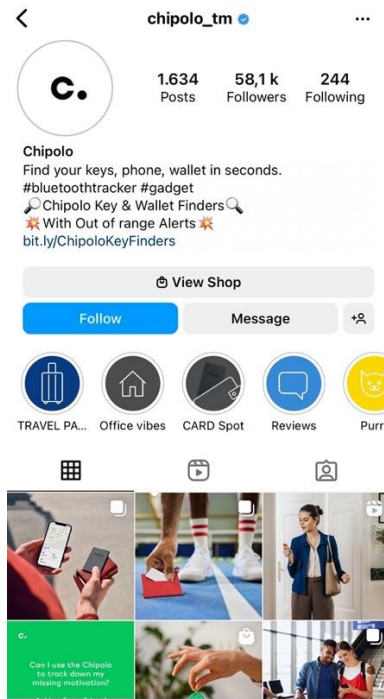 chipolo_tm
c.
1.634 58,1 k 244
Posts Followers Following
Chipolo
Find your keys, phone, wallet in seconds.
#bluetoothtracker #gadget
🔎Chipolo Key & Wallet Finders🔍
💥With Out of range Alerts💥
bit.ly/ChipoloKeyFinders
View Shop
Follow Message
TRAVEL PA... Office vibes CARD Spot Reviews Purr
c.
Can I use the Chipolo
to track down my
missing motivation?